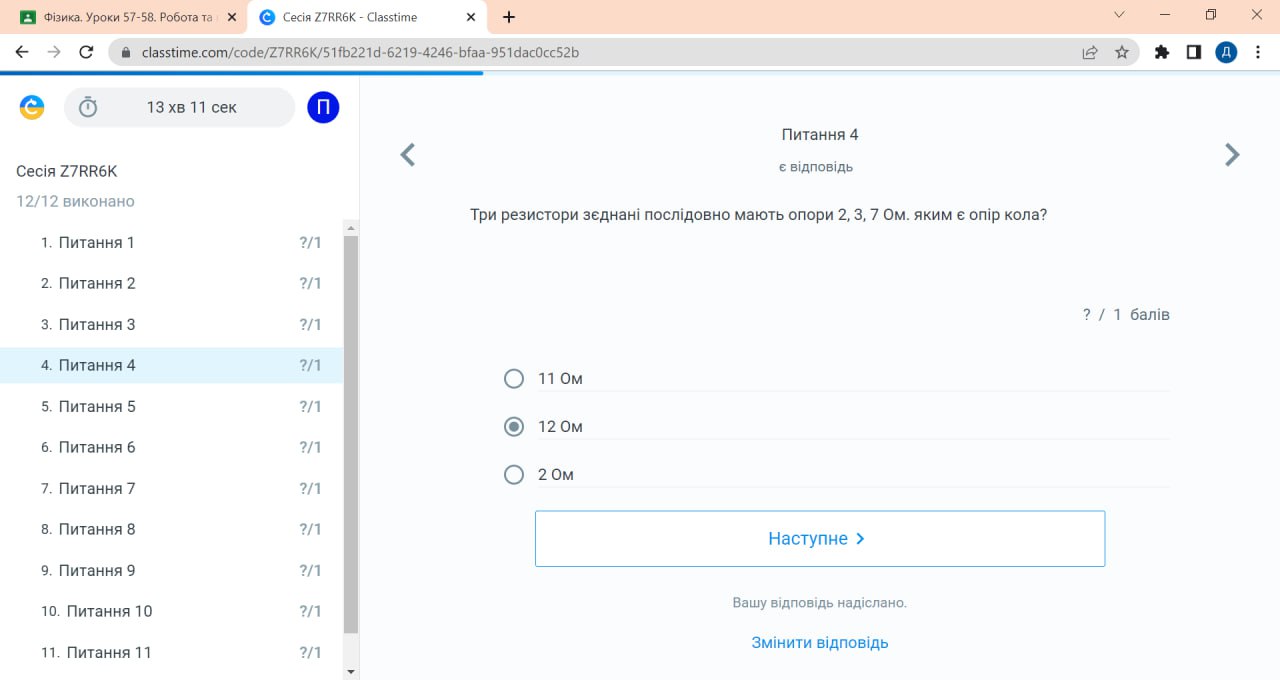 Фізика. Уроки 57-58. Робота та
Сесія Z7RR6K - Classtime
classtime.com/code/Z7RR6K/51fb221d-6219-4246-bfaa-951dac0cc52b
Д
13 хв 11 сек
П
Сесія Z7RR6K
12/12 виконано
1. Питання 1 ?/1
2. Питання 2 ?/1
3. Питання 3 ?/1
4. Питання 4 ?/1
5. Питання 5 ?/1
6. Питання 6 ?/1
7. Питання 7 ?/1
8. Питання 8 ?/1
9. Питання 9 ?/1
10. Питання 10 ?/1
11. Питання 11 ?/1
Питання 4
є відповідь
Три резистори зєднані послідовно мають опори 2, 3, 7 Ом. яким є опір кола?
? / 1 балів
11 Ом
12 Ом
2 Ом
Наступне
Вашу відповідь надіслано.
Змінити відповідь